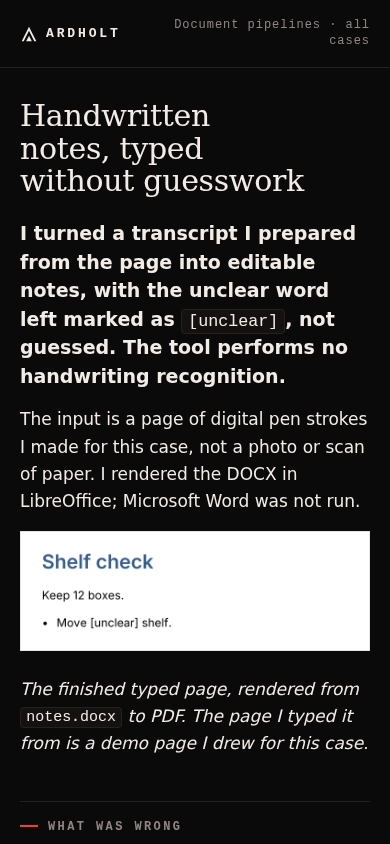 ARDHOLT
Document pipelines · all
cases
Handwritten
notes, typed
without guesswork
I turned a transcript I prepared
from the page into editable
notes, with the unclear word
left marked as [unclear], not
guessed. The tool performs no
handwriting recognition.
The input is a page of digital pen strokes
I made for this case, not a photo or scan
of paper. I rendered the DOCX in
LibreOffice; Microsoft Word was not run.
Shelf check
Keep 12 boxes.
• Move [unclear] shelf.
The finished typed page, rendered from
notes.docx to PDF. The page I typed it
from is a demo page I drew for this case.
WHAT WAS WRONG